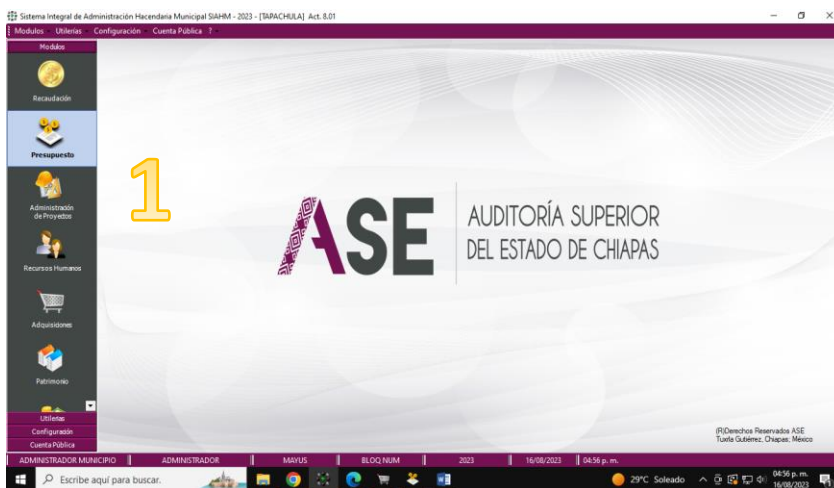 Sistema Integral de Administración Hacendaria Municipal SIAHM - 2023 - [TAPACHULA] Act. 8.01
Modulos Utilerías Configuración Cuenta Pública ?
Modulos
Recaudación
Presupuesto
1
Administración
de Proyectos
Recursos Humanos
Adquisiciones
Patrimonio
ASE
AUDITORÍA SUPERIOR
DEL ESTADO DE CHIAPAS
Utilerias
Configuración
Cuenta Pública
(R)Derechos Reservados ASE
Tuxtla Gutiérrez, Chiapas; México
ADMINISTRADOR MUNICIPIO ADMINISTRADOR MAYUS BLOQ NUM 2023 16/08/2023 04:56 p. m.
Escribe aquí para buscar. 29°C Soleado 04:56 p. m.
16/08/2023